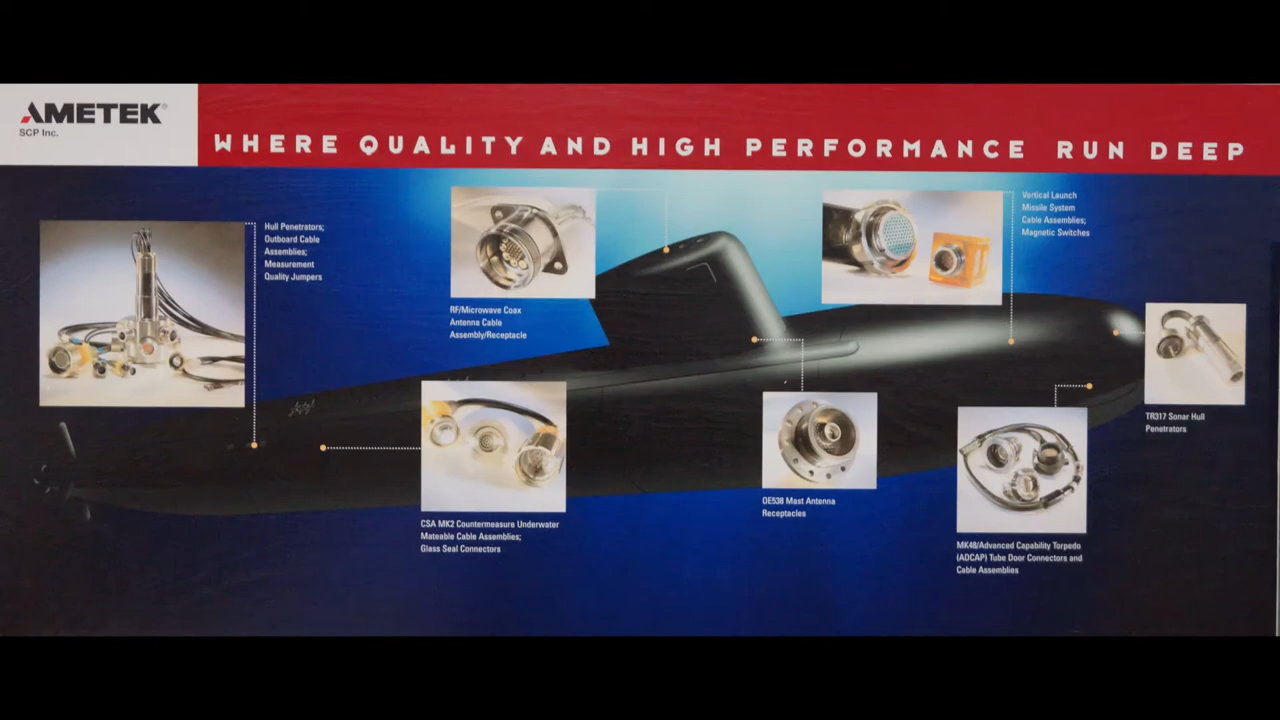 AMETEK®
SCP Inc.
WHERE QUALITY AND HIGH PERFORMANCE RUN DEEP
Hull Penetrators;
Outboard Cable
Assemblies;
Measurement
Quality Jumpers
RF/Microwave Coax
Antenna Cable
Assembly/Receptacle
Vertical Launch
Missile System
Cable Assemblies;
Magnetic Switches
TR317 Sonar Hull
Penetrators
CSA MK2 Countermeasure Underwater
Mateable Cable Assemblies;
Glass Seal Connectors
OE538 Mast Antenna
Receptacles
MK48/Advanced Capability Torpedo
(ADCAP) Tube Door Connectors and
Cable Assemblies